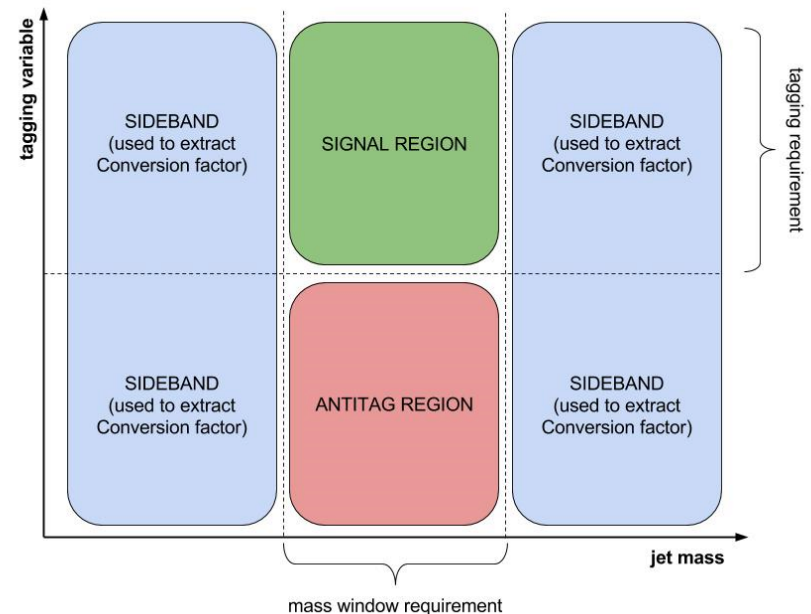 tagging variable
SIDEBAND
(used to extract
Conversion factor)
SIGNAL REGION
SIDEBAND
(used to extract
Conversion factor)
tagging requirement
SIDEBAND
(used to extract
Conversion factor)
ANTITAG REGION
SIDEBAND
(used to extract
Conversion factor)
jet mass
mass window requirement